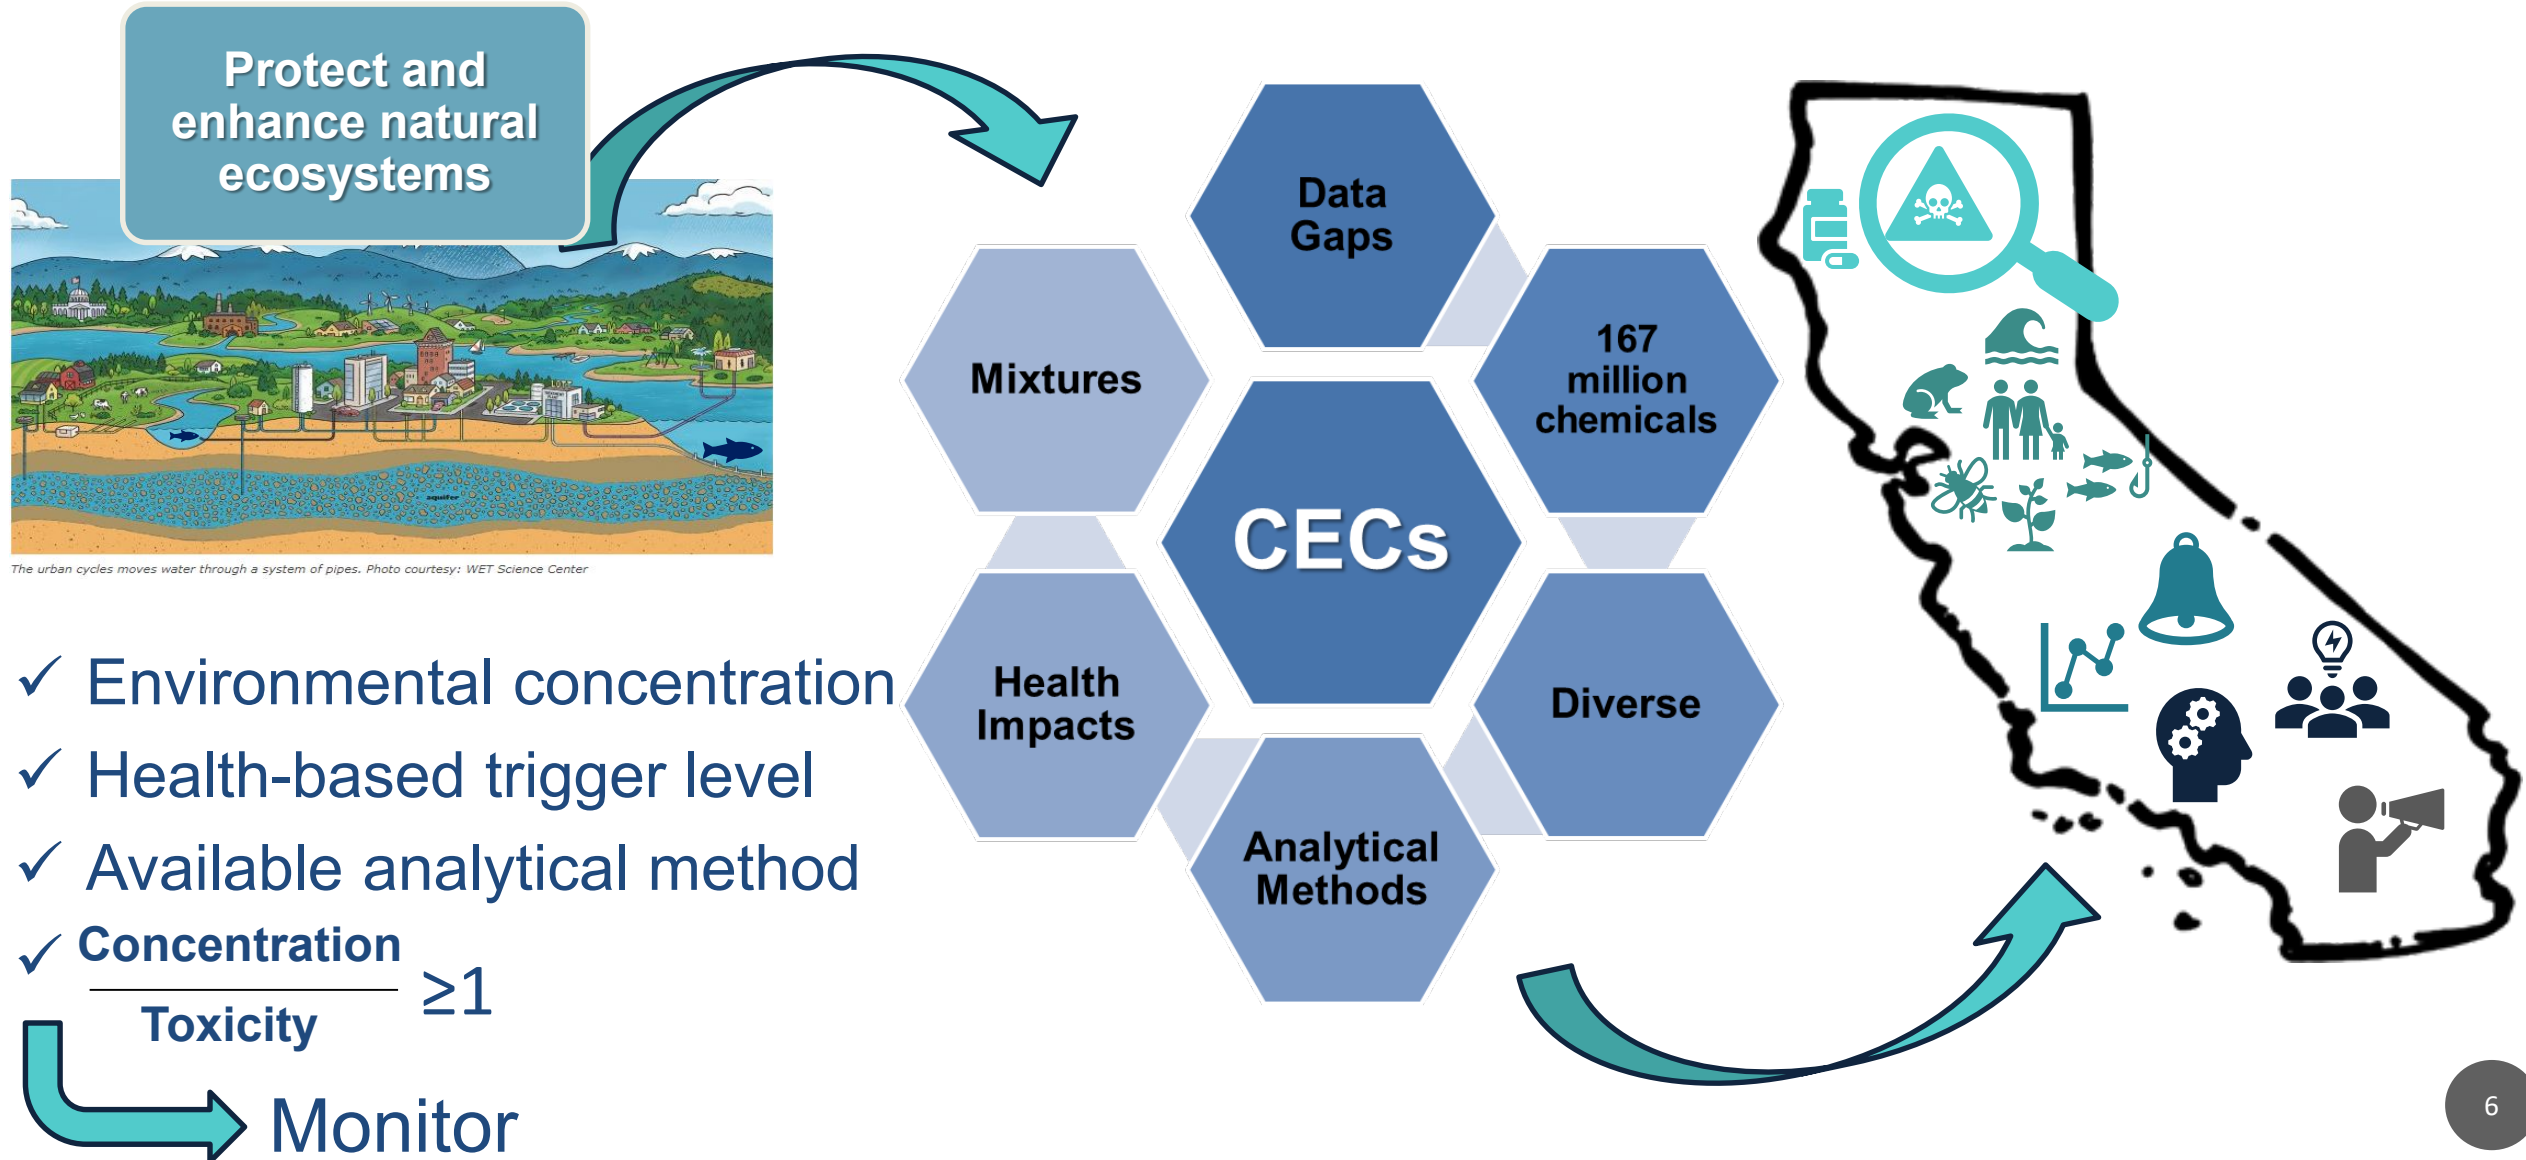 Protect and
enhance natural
ecosystems
aquifer
The urban cycles moves water through a system of pipes. Photo courtesy: WET Science Center
✓ Environmental concentration
✓ Health-based trigger level
✓ Available analytical method
✓ Concentration
Toxicity
≥1
Monitor
Data
Gaps
167
million
chemicals
Diverse
Analytical
Methods
Health
Impacts
Mixtures
CECs
6